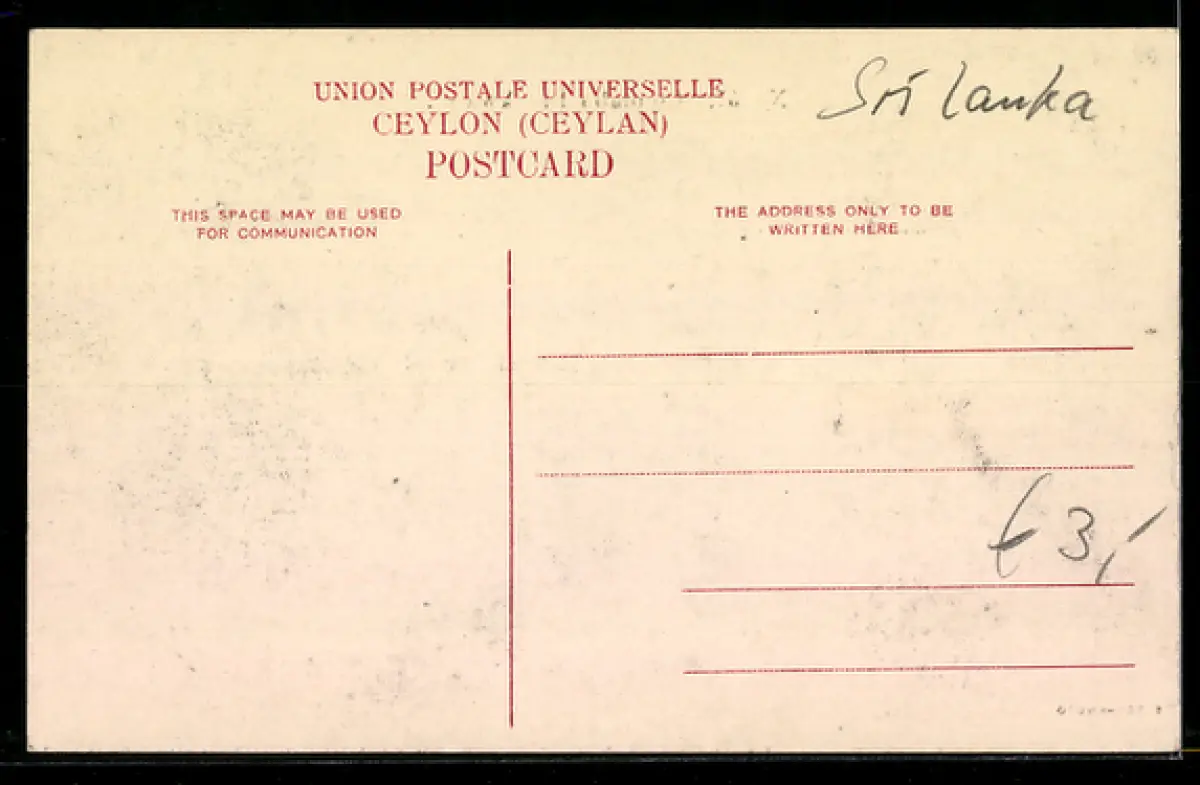 UNION POSTALE UNIVERSELLE
CEYLON (CEYLAN)
POSTCARD
Sri Lanka
THIS SPACE MAY BE USED
FOR COMMUNICATION
THE ADDRESS ONLY TO BE
WRITTEN HERE
€ 3,-